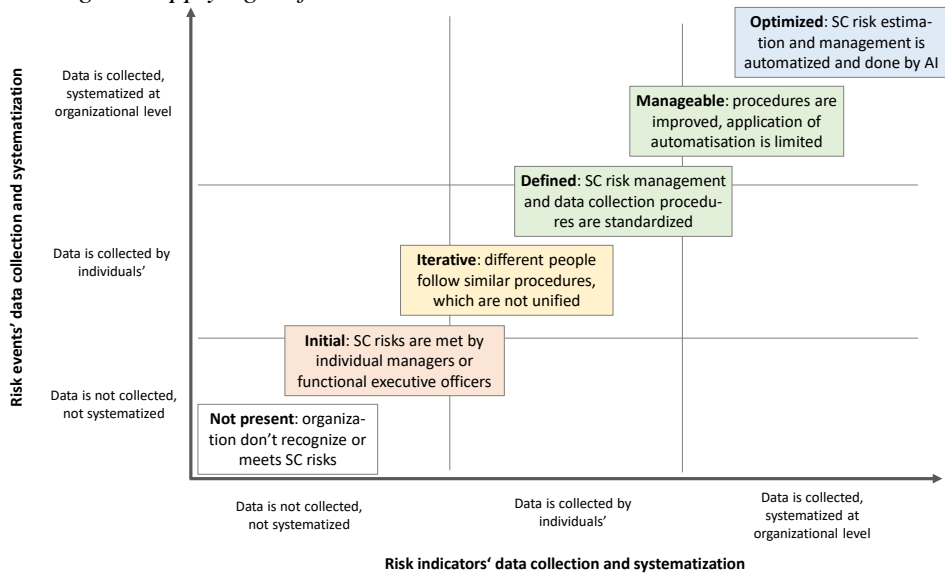 Optimized: SC risk estima-
tion and management is
automatized and done by AI
Data is collected,
systematized at
organizational level
Manageable: procedures are
improved, application of
automatisation is limited
Defined: SC risk management
and data collection procedu-
res are standardized
Risk events' data collection and systematization
Data is collected by
individuals'
Iterative: different people
follow similar procedures,
which are not unified
Initial: SC risks are met by
individual managers or
functional executive officers
Data is not collected,
not systematized
Not present: organiza-
tion don't recognize or
meets SC risks
Data is not collected,
not systematized
Data is collected by
individuals'
Data is collected,
systematized at
organizational level
Risk indicators‘ data collection and systematization